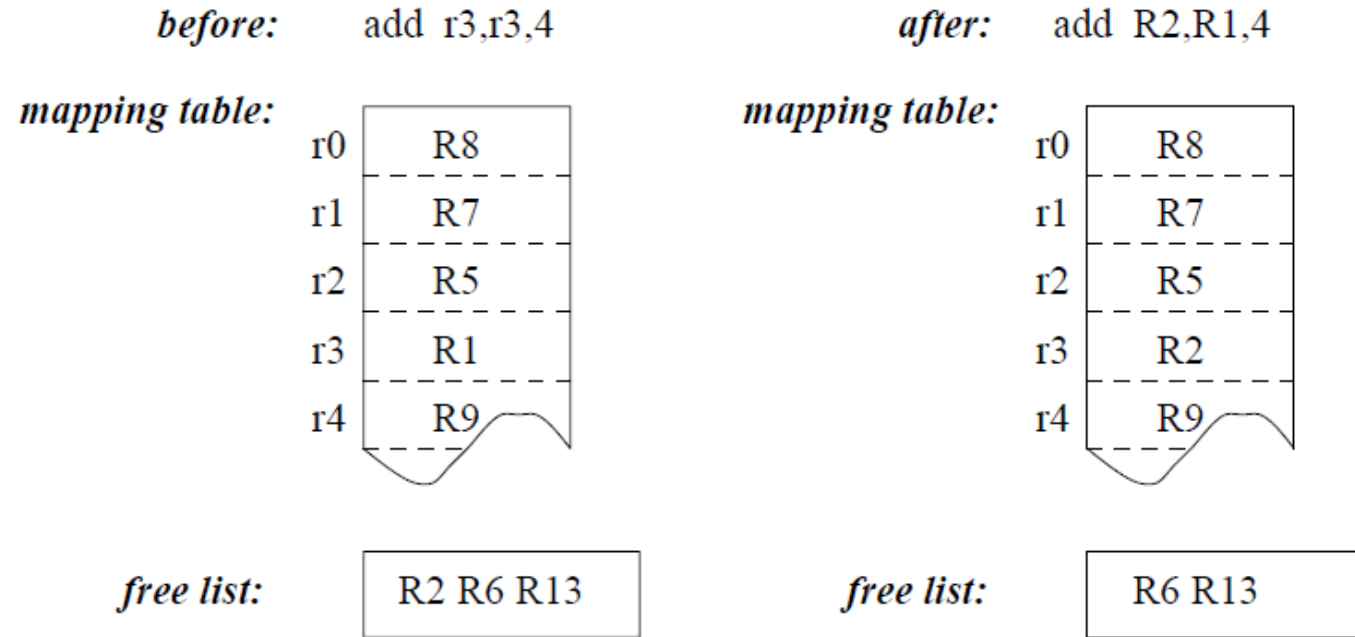 before: add r3,r3,4
mapping table:
r0 R8
r1 R7
r2 R5
r3 R1
r4 R9
free list: R2 R6 R13
after: add R2,R1,4
mapping table:
r0 R8
r1 R7
r2 R5
r3 R2
r4 R9
free list: R6 R13